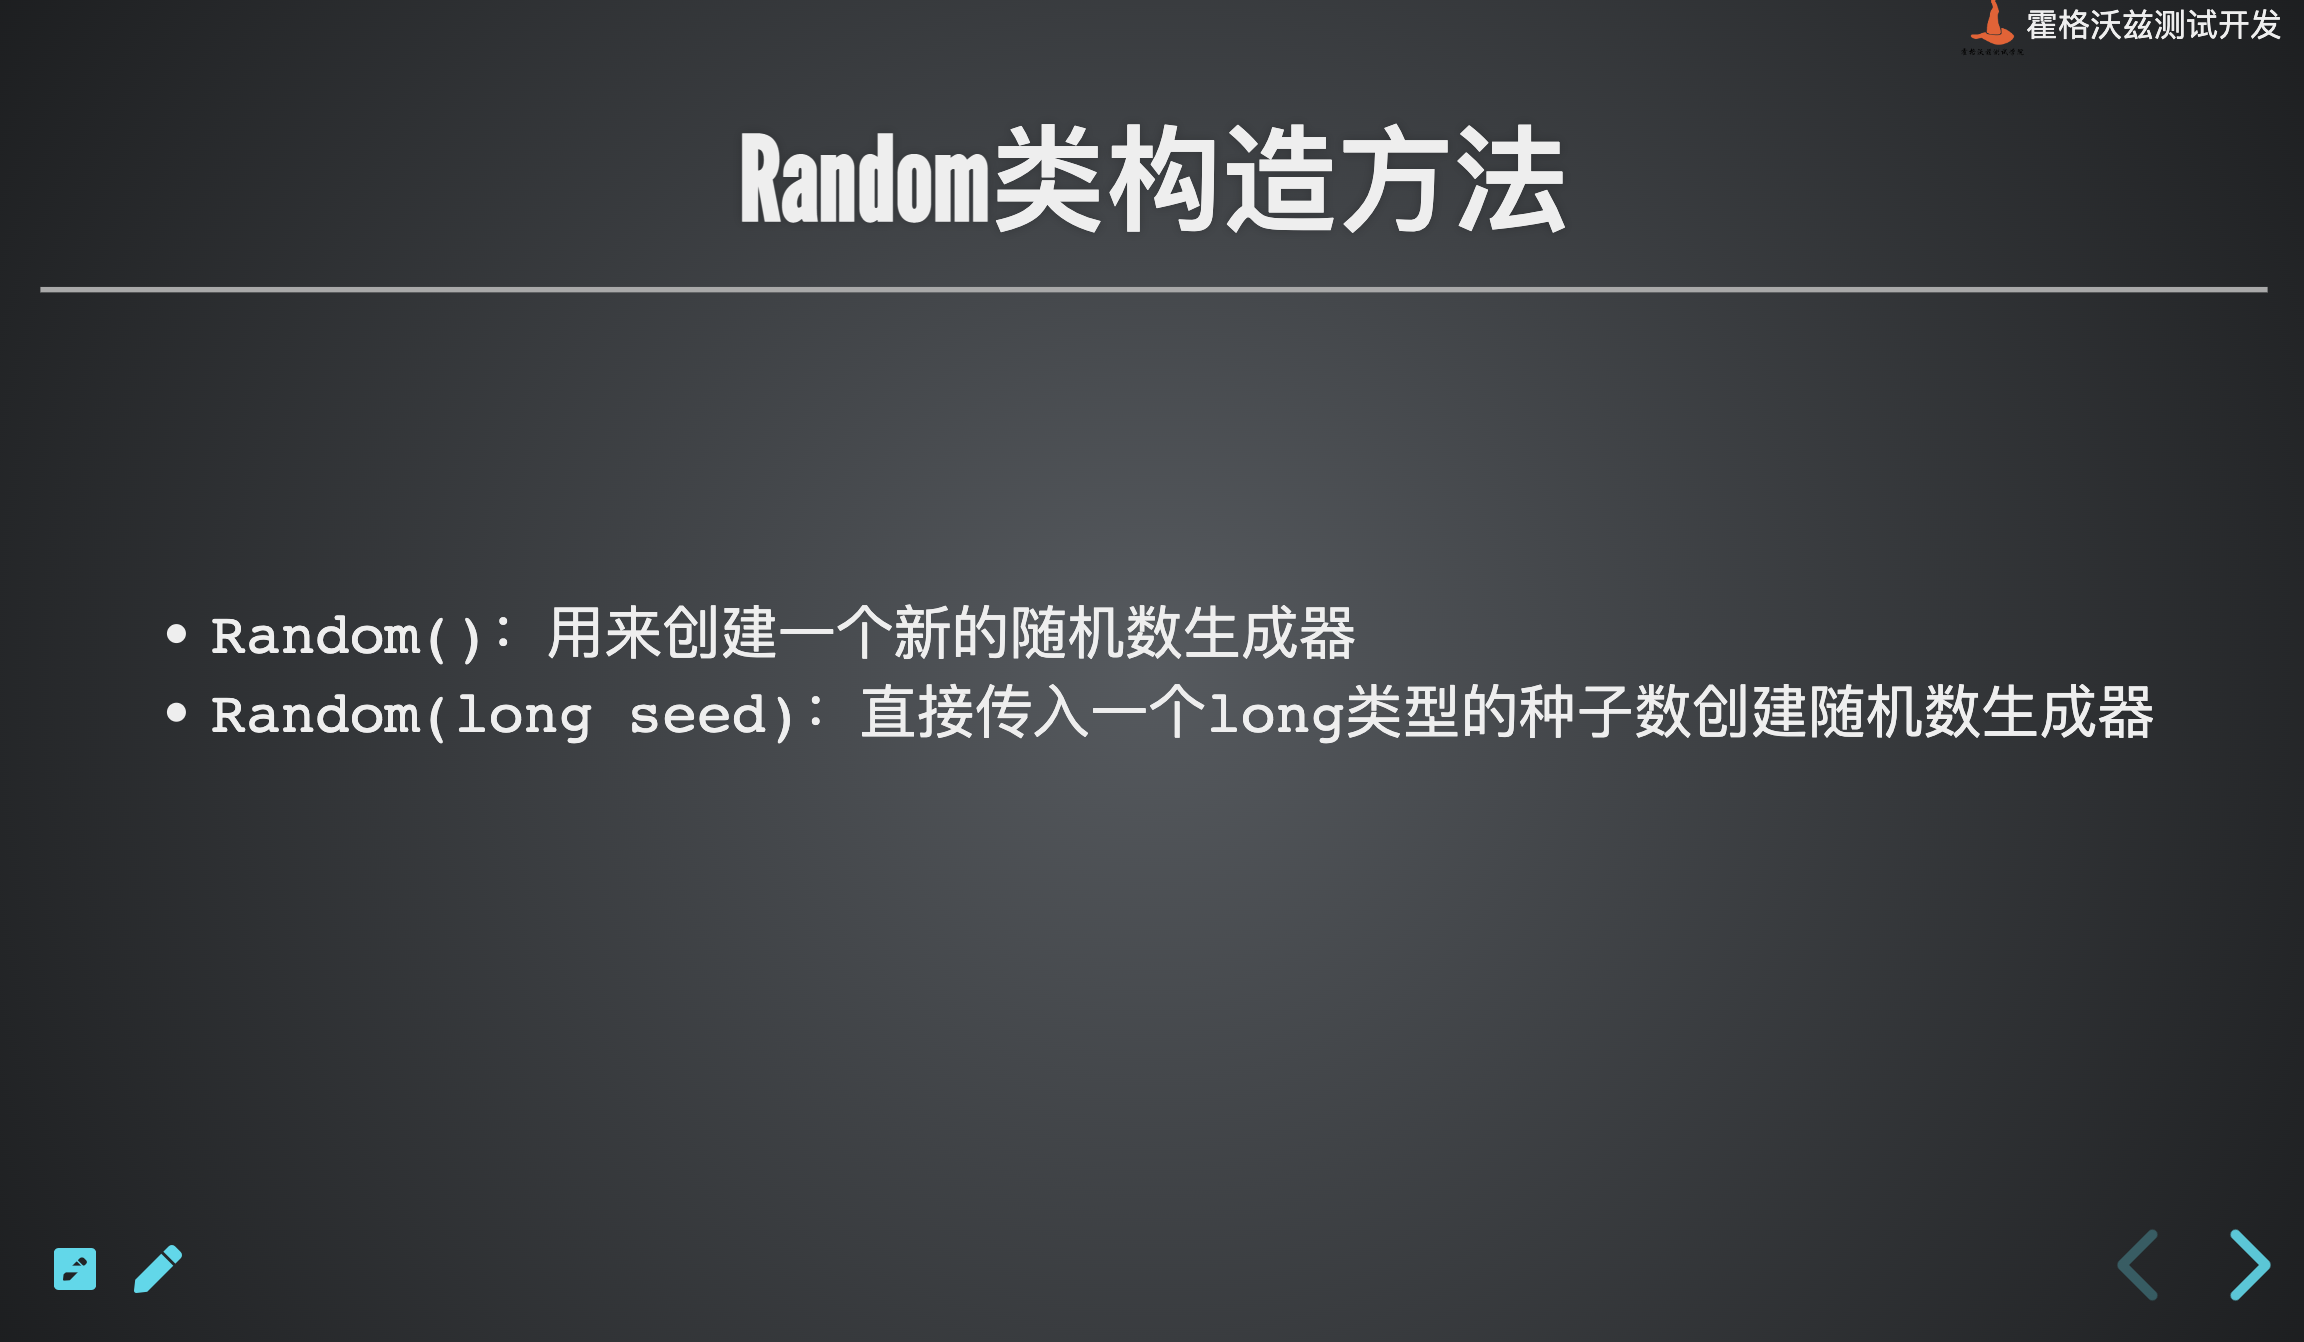 霍格沃兹测试开发
Random类构造方法
Random()：用来创建一个新的随机数生成器
Random(long seed)：直接传入一个long类型的种子数创建随机数生成器